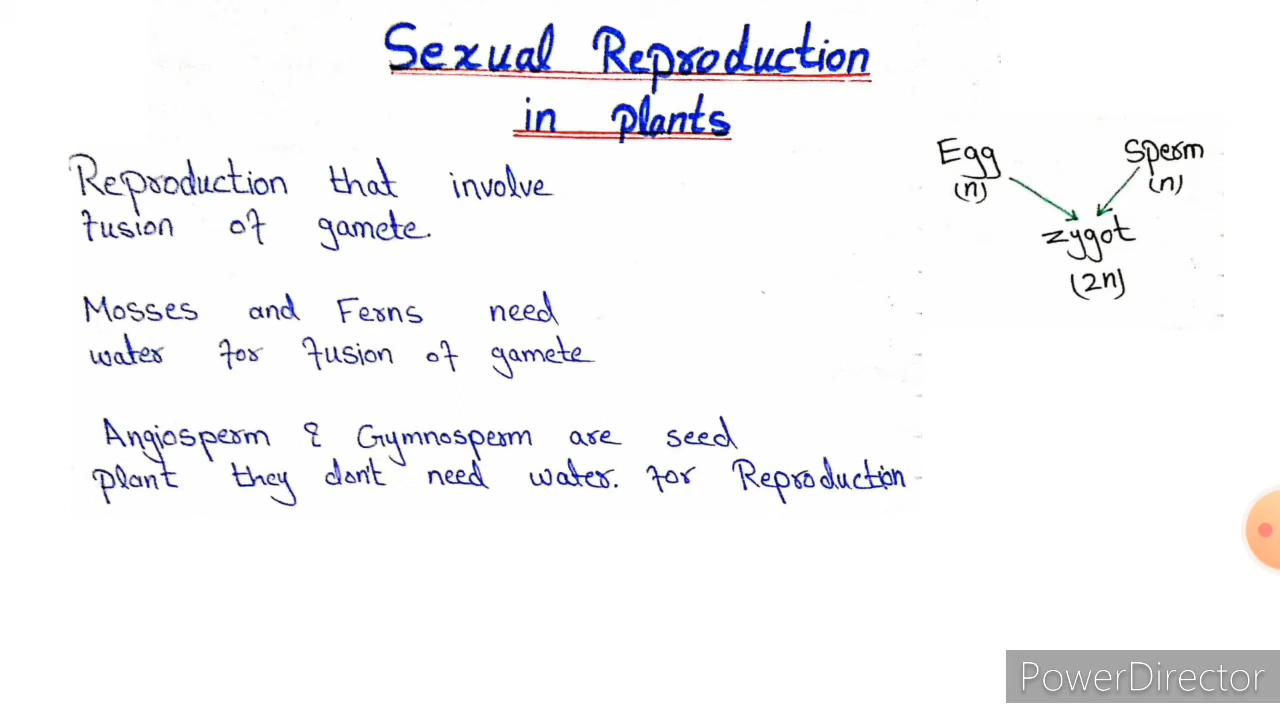 Sexual Reproduction
in plants
Reproduction that involve
fusion of gamete.
Egg
(n)
Sperm
(n)
zygot
(2n)
Mosses and Ferns need
water for fusion of gamete
Angiosperm & Gymnosperm are seed
plant they don't need water. for Reproduction
PowerDirector